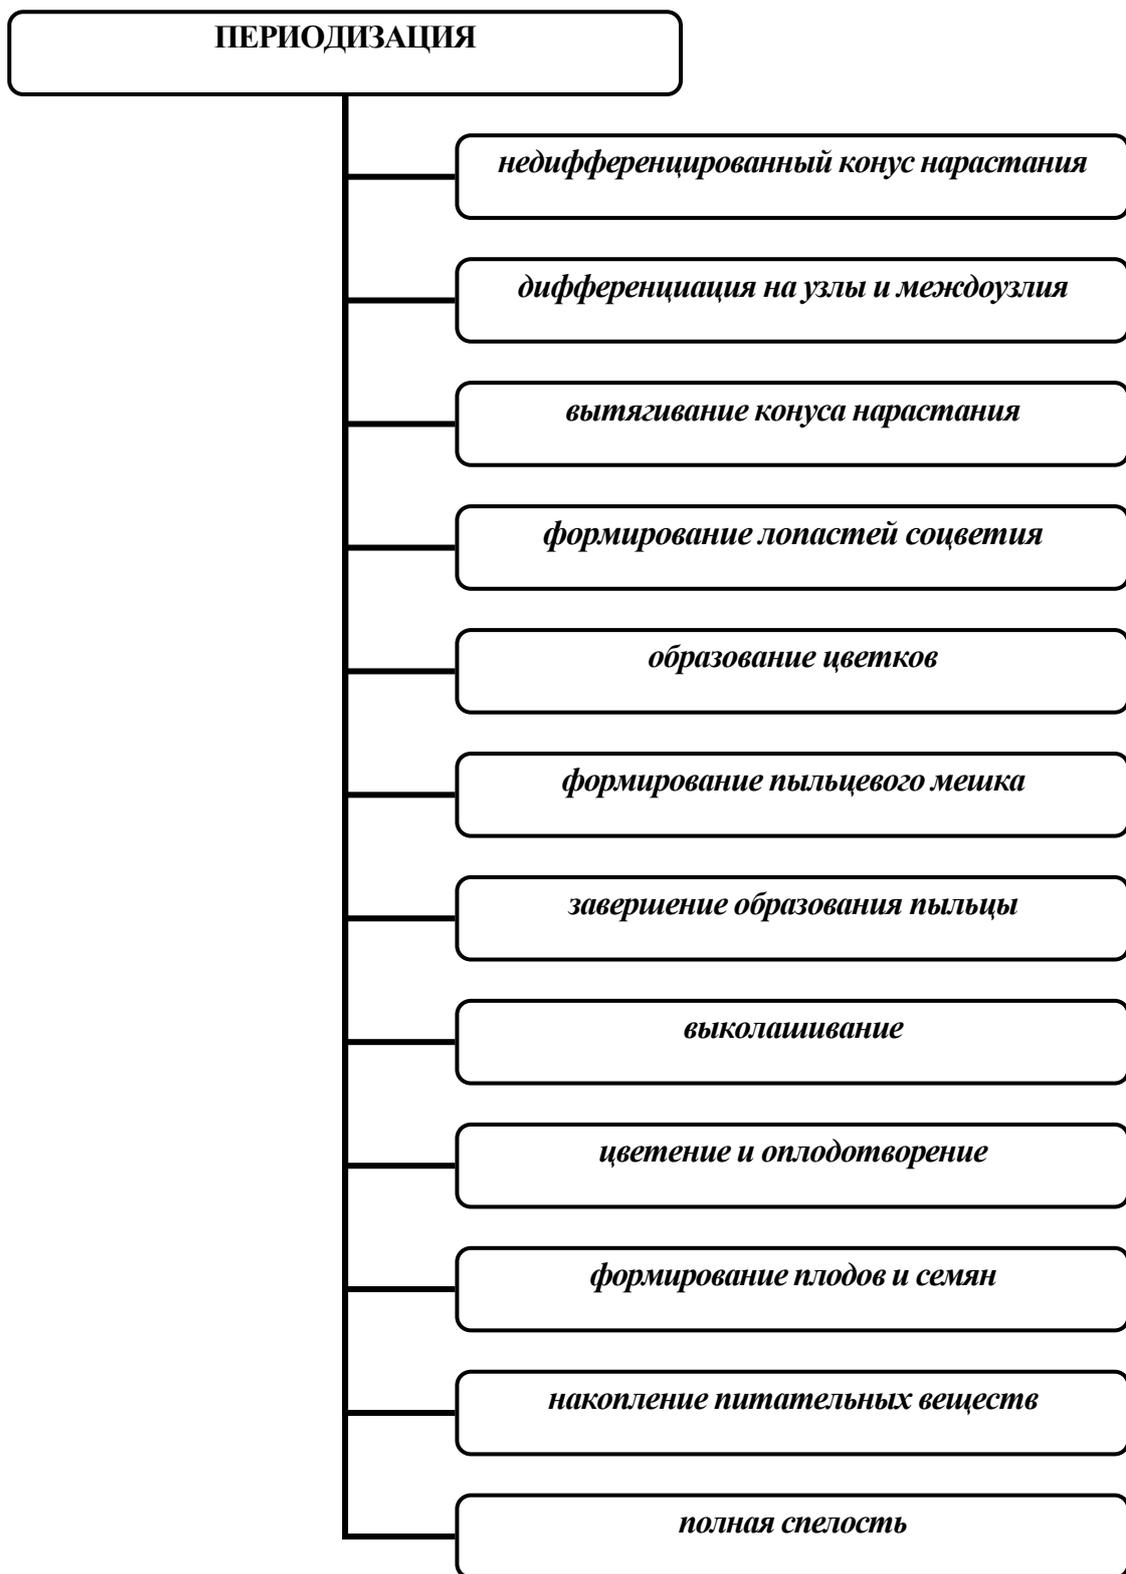 ПЕРИОДИЗАЦИЯ
недифференцированный конус нарастания
дифференциация на узлы и междоузлия
вытягивание конуса нарастания
формирование лопастей соцветия
образование цветков
формирование пыльцевого мешка
завершение образования пыльцы
выколашивание
цветение и оплодотворение
формирование плодов и семян
накопление питательных веществ
полная спелость